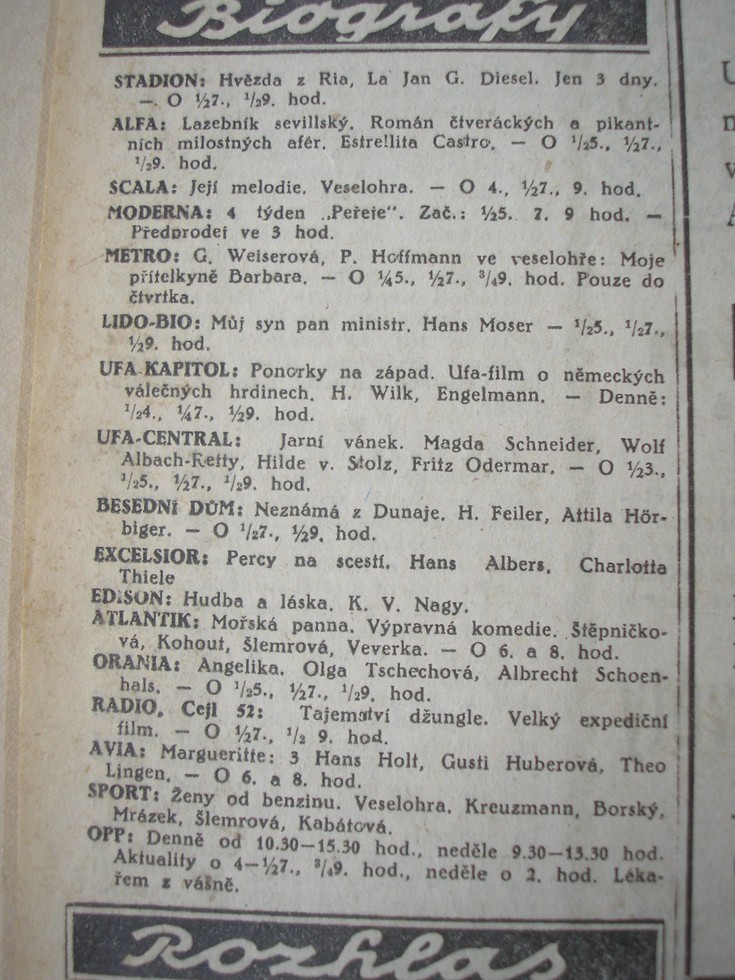 Biografy
STADION: Hvězda z Ria, La Jan G. Diesel. Jen 3 dny.
—. O ½7., ½9. hod.
ALFA: Lazebník sevillský. Román čtveráckých a pikant-
ních milostných afér. Estrellita Castro. — O ½5., ½7.,
½9. hod.
SCALA: Její melodie. Veselohra. — O 4., ½7., 9. hod.
MODERNA: 4 týden „Peřeje“. Zač.: ½5. 7. 9 hod. —
Předprodej ve 3 hod.
METRO: G. Weiserová, P. Hoffmann ve veselohře: Moje
přítelkyně Barbara. — O ¼5., ½7., ¾9. hod. Pouze do
čtvrtka.
LIDO-BIO: Můj syn pan ministr. Hans Moser — ½5., ½7.,
½9. hod.
UFA KAPITOL: Ponorky na západ. Ufa-film o německých
válečných hrdinech. H. Wilk, Engelmann. — Denně:
½4., ¼7., ½9. hod.
UFA-CENTRAL: Jarní vánek. Magda Schneider, Wolf
Albach-Retty, Hilde v. Stolz, Fritz Odermar. — O ½3.,
½5., ½7., ½9. hod.
BESEDNÍ DŮM: Neznámá z Dunaje. H. Feiler, Attila Hör-
biger. — O ½7., ½9. hod.
EXCELSIOR: Percy na scestí. Hans Albers, Charlotta
Thiele
EDISON: Hudba a láska. K. V. Nagy.
ATLANTIK: Mořská panna. Výpravná komedie. Štěpničko-
vá, Kohout, Šlemrová, Veverka. — O 6. a 8. hod.
ORANIA: Angelika. Olga Tschechová, Albrecht Schoen-
hals. — O ½5., ½7., ½9. hod.
RADIO, Cejl 52: Tajemství džungle. Velký expediční
film. — O ½7., ½ 9. hod.
AVIA: Margueritte: 3 Hans Holt, Gusti Huberová, Theo
Lingen. — O 6. a 8. hod.
SPORT: Ženy od benzinu. Veselohra. Kreuzmann, Borský,
Mrázek, Šlemrová, Kabátová.
OPP: Denně od 10.30—15.30 hod., neděle 9.30—13.30 hod.
Aktuality o 4—½7., ¾9. hod., neděle o 2. hod. Léka-
řem z vášně.
Rozhlas